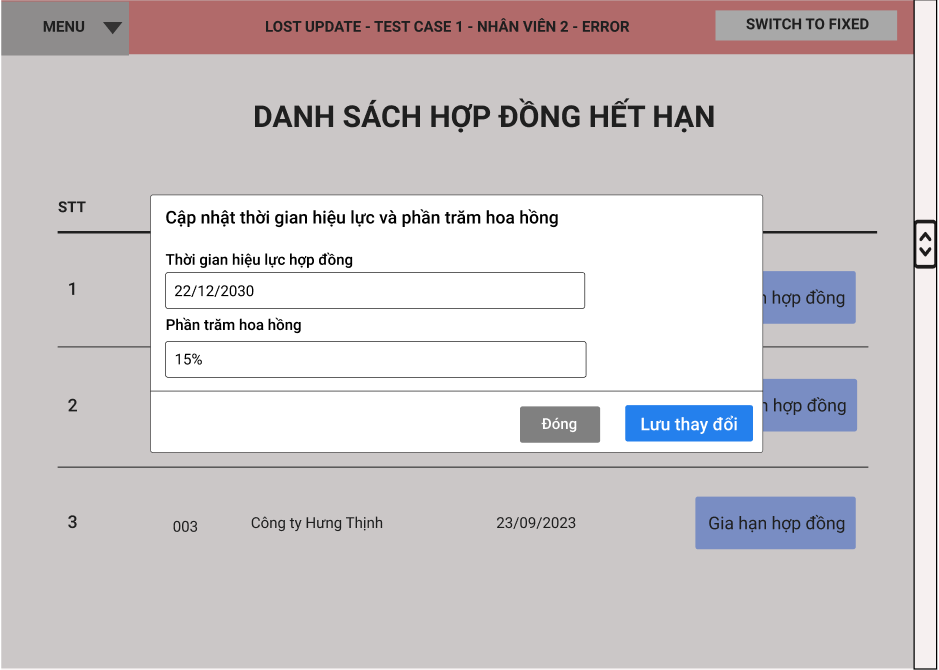 MENU
LOST UPDATE - TEST CASE 1 - NHÂN VIÊN 2 - ERROR
SWITCH TO FIXED
DANH SÁCH HỢP ĐỒNG HẾT HẠN
STT
Cập nhật thời gian hiệu lực và phần trăm hoa hồng
Thời gian hiệu lực hợp đồng
22/12/2030
1
hợp đồng
Phần trăm hoa hồng
15%
2
hợp đồng
Đóng
Lưu thay đổi
3
003
Công ty Hưng Thịnh
23/09/2023
Gia hạn hợp đồng